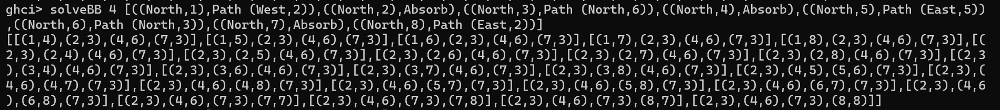 ghci> solveBB 4 [((North,1),Path (West,2)),((North,2),Absorb),((North,3),Path (North,6)),((North,4),Absorb),((North,5),Path (East,5))
,((North,6),Path (North,3)),((North,7),Absorb),((North,8),Path (East,2))]
[[(1,4),(2,3),(4,6),(7,3)],[(1,5),(2,3),(4,6),(7,3)],[(1,6),(2,3),(4,6),(7,3)],[(1,7),(2,3),(4,6),(7,3)],[(1,8),(2,3),(4,6),(7,3)],[(
2,3),(2,4),(4,6),(7,3)],[(2,3),(2,5),(4,6),(7,3)],[(2,3),(2,6),(4,6),(7,3)],[(2,3),(2,7),(4,6),(7,3)],[(2,3),(2,8),(4,6),(7,3)],[(2,3
),(3,4),(4,6),(7,3)],[(2,3),(3,6),(4,6),(7,3)],[(2,3),(3,7),(4,6),(7,3)],[(2,3),(3,8),(4,6),(7,3)],[(2,3),(4,5),(5,6),(7,3)],[(2,3),(
4,6),(4,7),(7,3)],[(2,3),(4,6),(4,8),(7,3)],[(2,3),(4,6),(5,7),(7,3)],[(2,3),(4,6),(5,8),(7,3)],[(2,3),(4,6),(6,7),(7,3)],[(2,3),(4,6
),(6,8),(7,3)],[(2,3),(4,6),(7,3),(7,7)],[(2,3),(4,6),(7,3),(7,8)],[(2,3),(4,6),(7,3),(8,7)],[(2,3),(4,6),(7,3),(8,8)]]